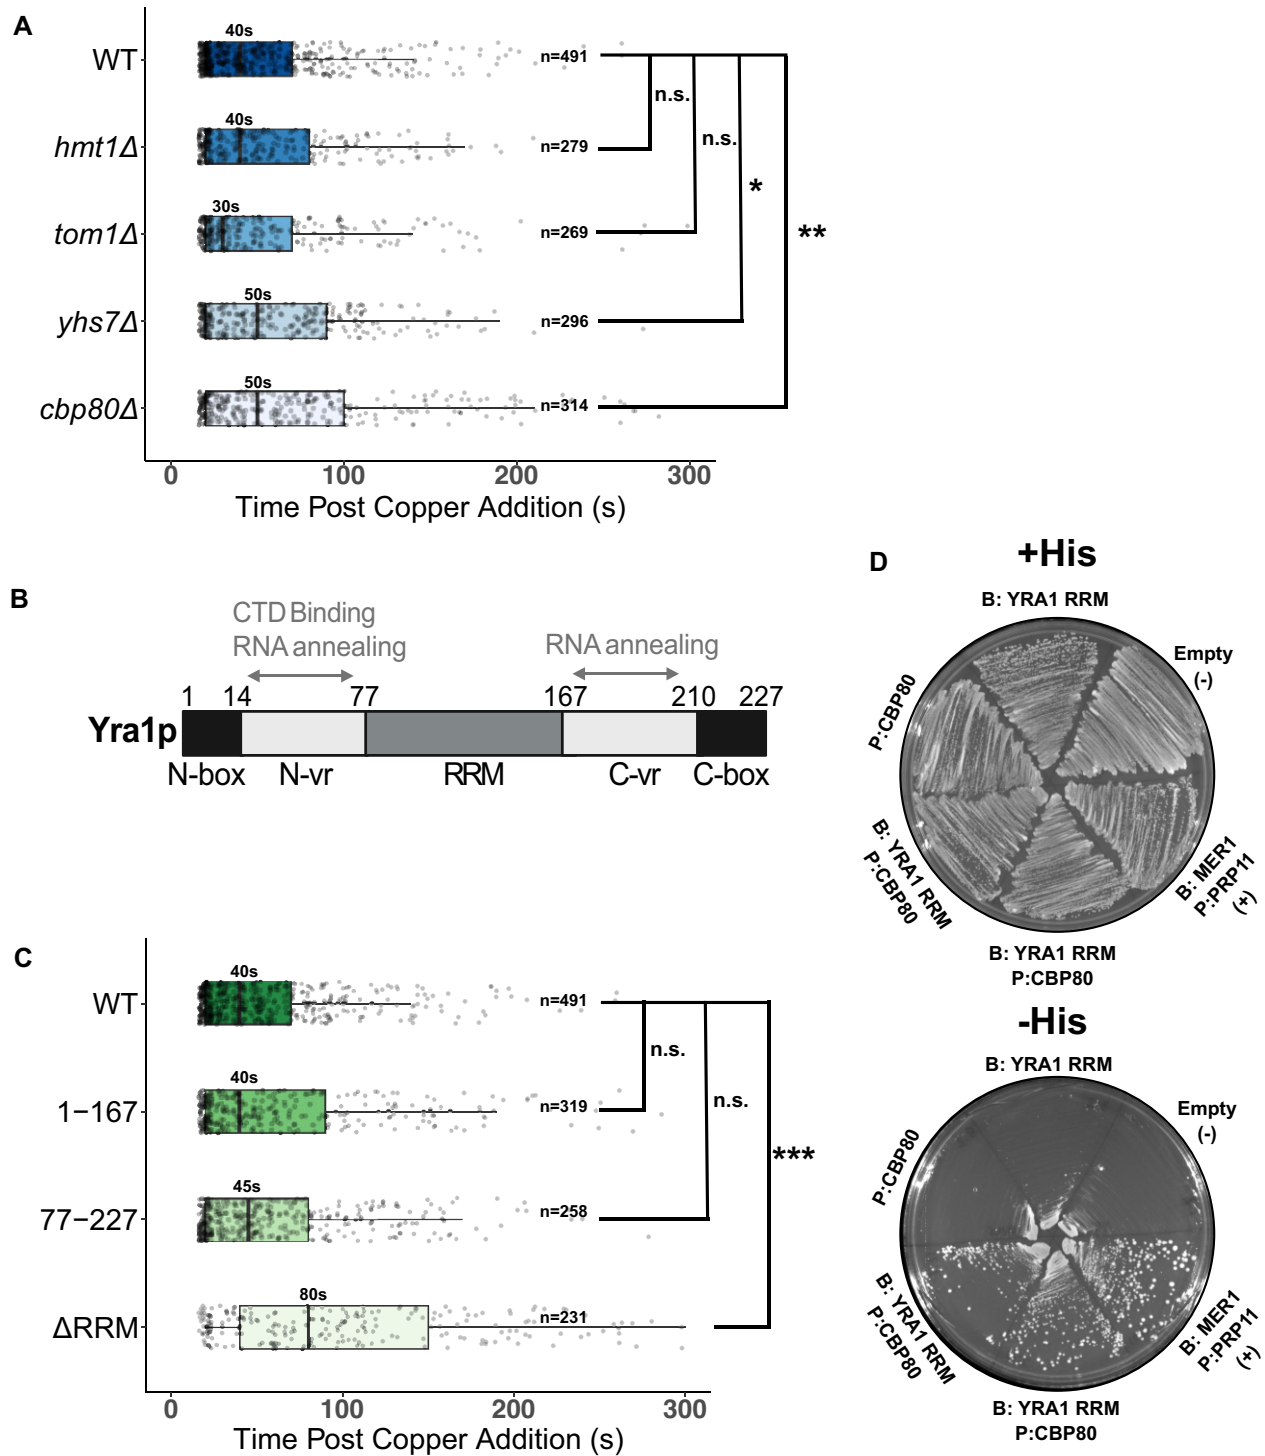 A
WT
40s
n=491
n.s.
hmt1Δ
40s
n=279
n.s.
tom1Δ
30s
n=269
*
**
yhs7Δ
50s
n=296
cbp80Δ
50s
n=314
0 100 200 300
Time Post Copper Addition (s)
B
CTD Binding
RNA annealing
RNA annealing
1 14 77 167 210 227
Yra1p
N-box N-vr RRM C-vr C-box
C
WT
40s
n=491
n.s.
1−167
40s
n=319
n.s.
***
77−227
45s
n=258
ΔRRM
80s
n=231
0 100 200 300
Time Post Copper Addition (s)
D
+His
B: YRA1 RRM
Empty
(-)
P:CBP80
B: YRA1 RRM
P:CBP80
B: MER1
P:PRP11
(+)
B: YRA1 RRM
P:CBP80
-His
B: YRA1 RRM
Empty
(-)
P:CBP80
B: YRA1 RRM
P:CBP80
B: MER1
P:PRP11
(+)
B: YRA1 RRM
P:CBP80